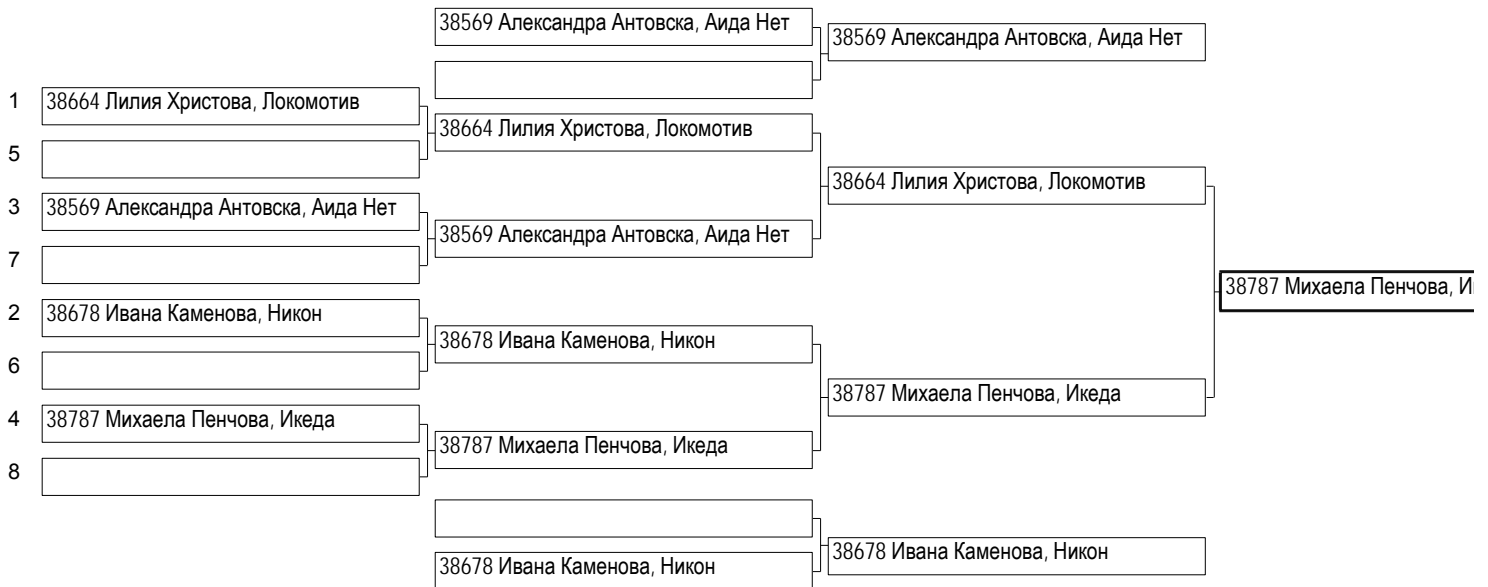 38569 Александра Антовска, Аида Нет
38569 Александра Антовска, Аида Нет
1 38664 Лилия Христова, Локомотив
38664 Лилия Христова, Локомотив
5
38664 Лилия Христова, Локомотив
3 38569 Александра Антовска, Аида Нет
38569 Александра Антовска, Аида Нет
7
38787 Михаела Пенчова,
2 38678 Ивана Каменова, Никон
38678 Ивана Каменова, Никон
6
38787 Михаела Пенчова, Икеда
4 38787 Михаела Пенчова, Икеда
38787 Михаела Пенчова, Икеда
8
38678 Ивана Каменова, Никон
38678 Ивана Каменова, Никон